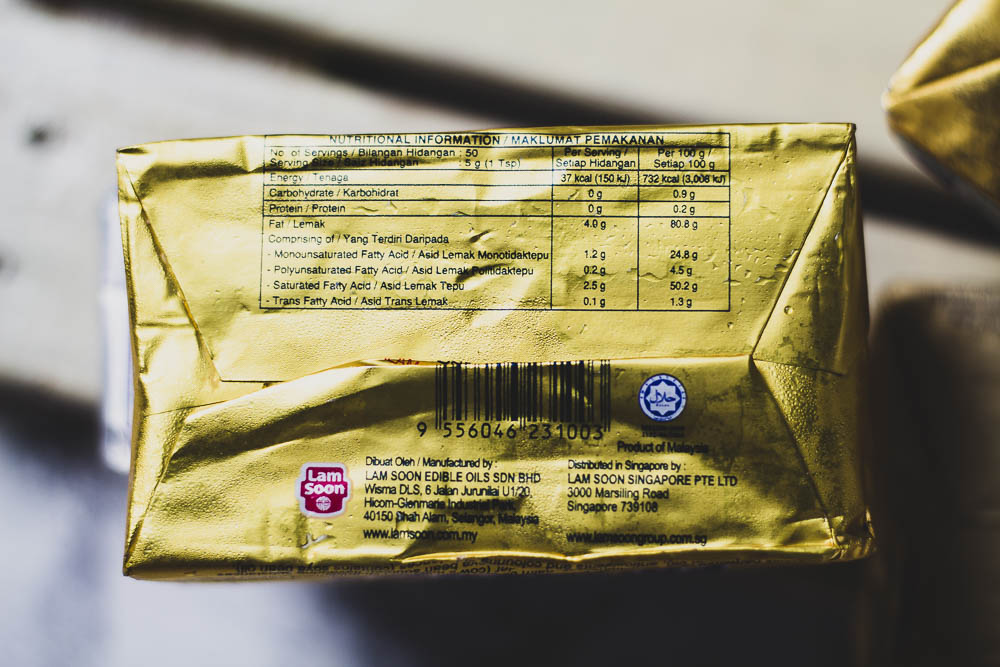 NUTRITIONAL INFORMATION / MAKLUMAT PEMAKANAN
No. of Servings / Bilangan Hidangan : 50 Per Serving / Per 100 g /
Serving Size / Saiz Hidangan : 5 g (1 Tsp) Setiap Hidangan Setiap 100 g
Energy / Tenaga 37 kcal (150 kJ) 732 kcal (3,008 kJ)
Carbohydrate / Karbohidrat 0 g 0.9 g
Protein / Protein 0 g 0.2 g
Fat / Lemak 4.0 g 80.8 g
Comprising of / Yang Terdiri Daripada
- Monounsaturated Fatty Acid / Asid Lemak Monotidaktepu 1.2 g 24.8 g
- Polyunsaturated Fatty Acid / Asid Lemak Politidaktepu 0.2 g 4.5 g
- Saturated Fatty Acid / Asid Lemak Tepu 2.5 g 50.2 g
- Trans Fatty Acid / Asid Trans Lemak 0.1 g 1.3 g
9 556046 231003
حلال
Product of Malaysia
Lam
Soon
Dibuat Oleh / Manufactured by :
LAM SOON EDIBLE OILS SDN BHD
Wisma DLS, 6 Jalan Jurunilai U1/20,
Hicom-Glenmarie Industrial Park,
40150 Shah Alam, Selangor, Malaysia
www.lamsoon.com.my
Distributed in Singapore by :
LAM SOON SINGAPORE PTE LTD
3000 Marsiling Road
Singapore 739108
www.lamsoongroup.com.sg